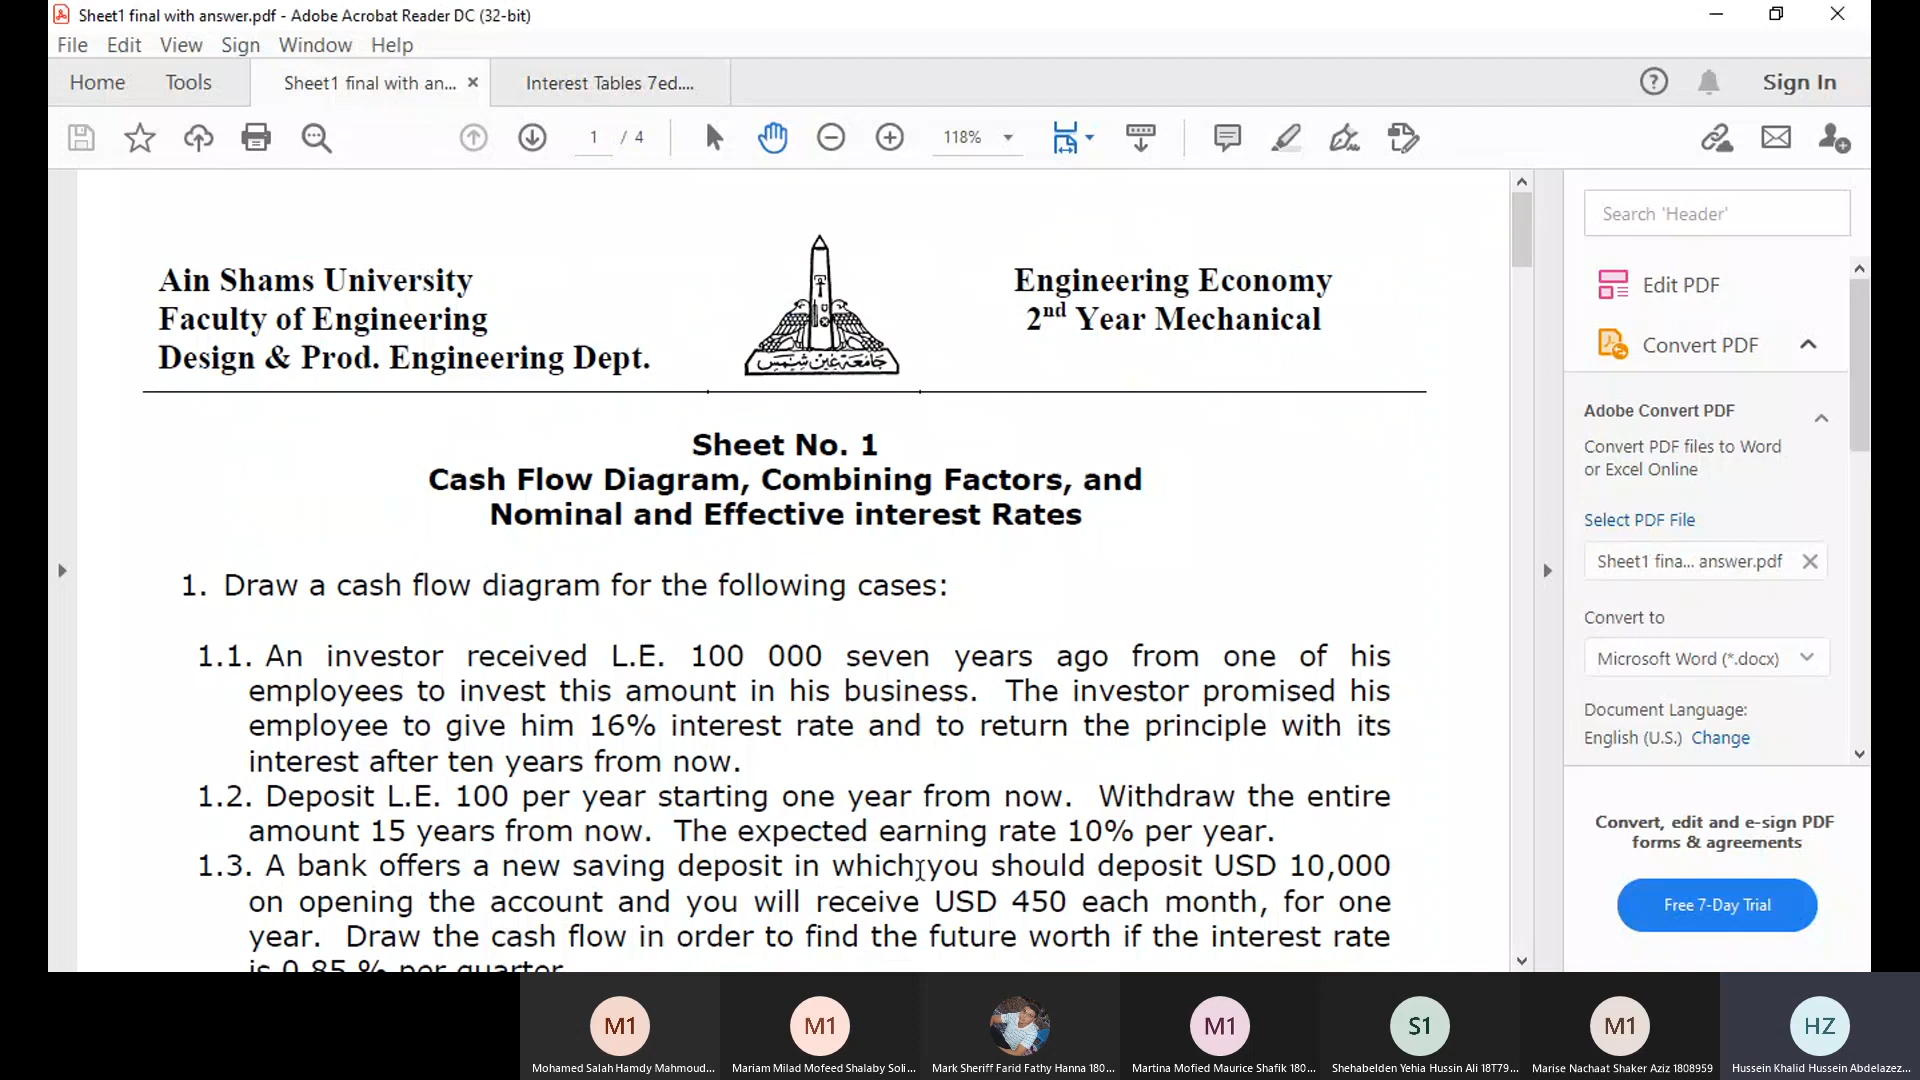 Sheet1 final with answer.pdf - Adobe Acrobat Reader DC (32-bit)
File Edit View Sign Window Help
Home Tools Sheet1 final with an... Interest Tables 7ed.... Sign In
1 / 4 118%
Ain Shams University
Faculty of Engineering
Design & Prod. Engineering Dept.
جامعة عين شمس
Engineering Economy
2nd Year Mechanical
Sheet No. 1
Cash Flow Diagram, Combining Factors, and
Nominal and Effective interest Rates
1. Draw a cash flow diagram for the following cases:
1.1. An investor received L.E. 100 000 seven years ago from one of his
employees to invest this amount in his business. The investor promised his
employee to give him 16% interest rate and to return the principle with its
interest after ten years from now.
1.2. Deposit L.E. 100 per year starting one year from now. Withdraw the entire
amount 15 years from now. The expected earning rate 10% per year.
1.3. A bank offers a new saving deposit in which you should deposit USD 10,000
on opening the account and you will receive USD 450 each month, for one
year. Draw the cash flow in order to find the future worth if the interest rate
is 0.85 % per quarter
Search 'Header'
Edit PDF
Convert PDF
Adobe Convert PDF
Convert PDF files to Word
or Excel Online
Select PDF File
Sheet1 fina... answer.pdf
Convert to
Microsoft Word (*.docx)
Document Language:
English (U.S.) Change
Convert, edit and e-sign PDF
forms & agreements
Free 7-Day Trial
M1 M1 M1 S1 M1 HZ
Mohamed Salah Hamdy Mahmoud... Mariam Milad Mofeed Shalaby Soli... Mark Sheriff Farid Fathy Hanna 180... Martina Mofied Maurice Shafik 180... Shehabelden Yehia Hussin Ali 18T79... Marise Nachaat Shaker Aziz 1808959 Hussein Khalid Hussein Abdelazez...